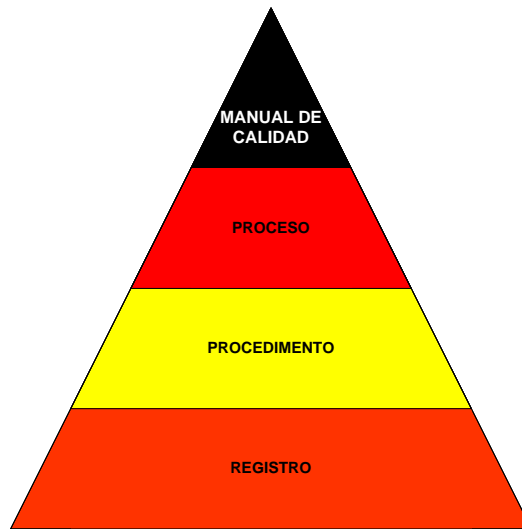 MANUAL DE
CALIDAD
PROCESO
PROCEDIMENTO
REGISTRO